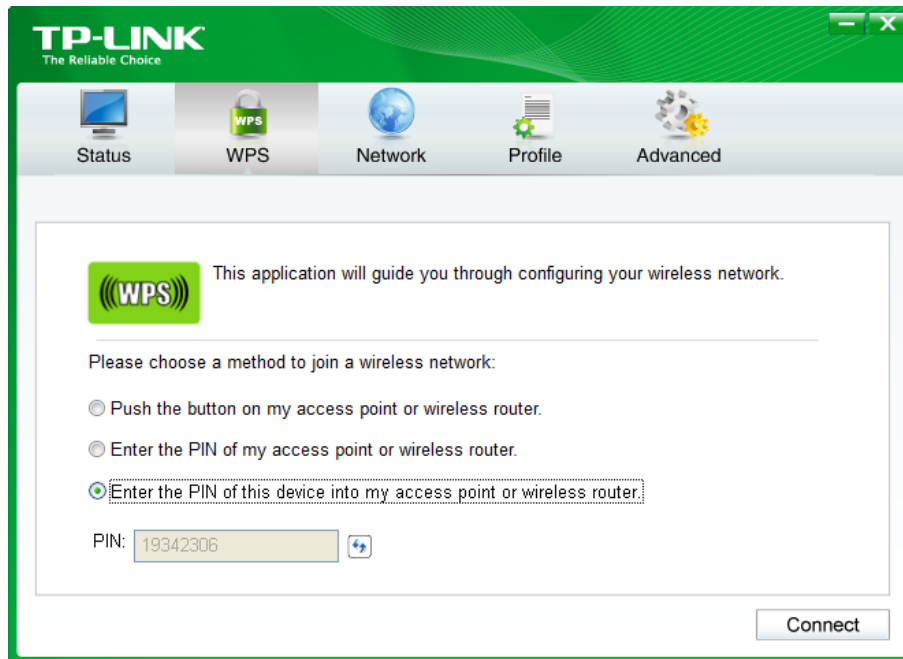 TP-LINK
The Reliable Choice
Status
WPS
WPS
Network
Profile
Advanced
((((WPS))))
This application will guide you through configuring your wireless network.
Please choose a method to join a wireless network:
Push the button on my access point or wireless router.
Enter the PIN of my access point or wireless router.
Enter the PIN of this device into my access point or wireless router.
PIN: 19342306
Connect